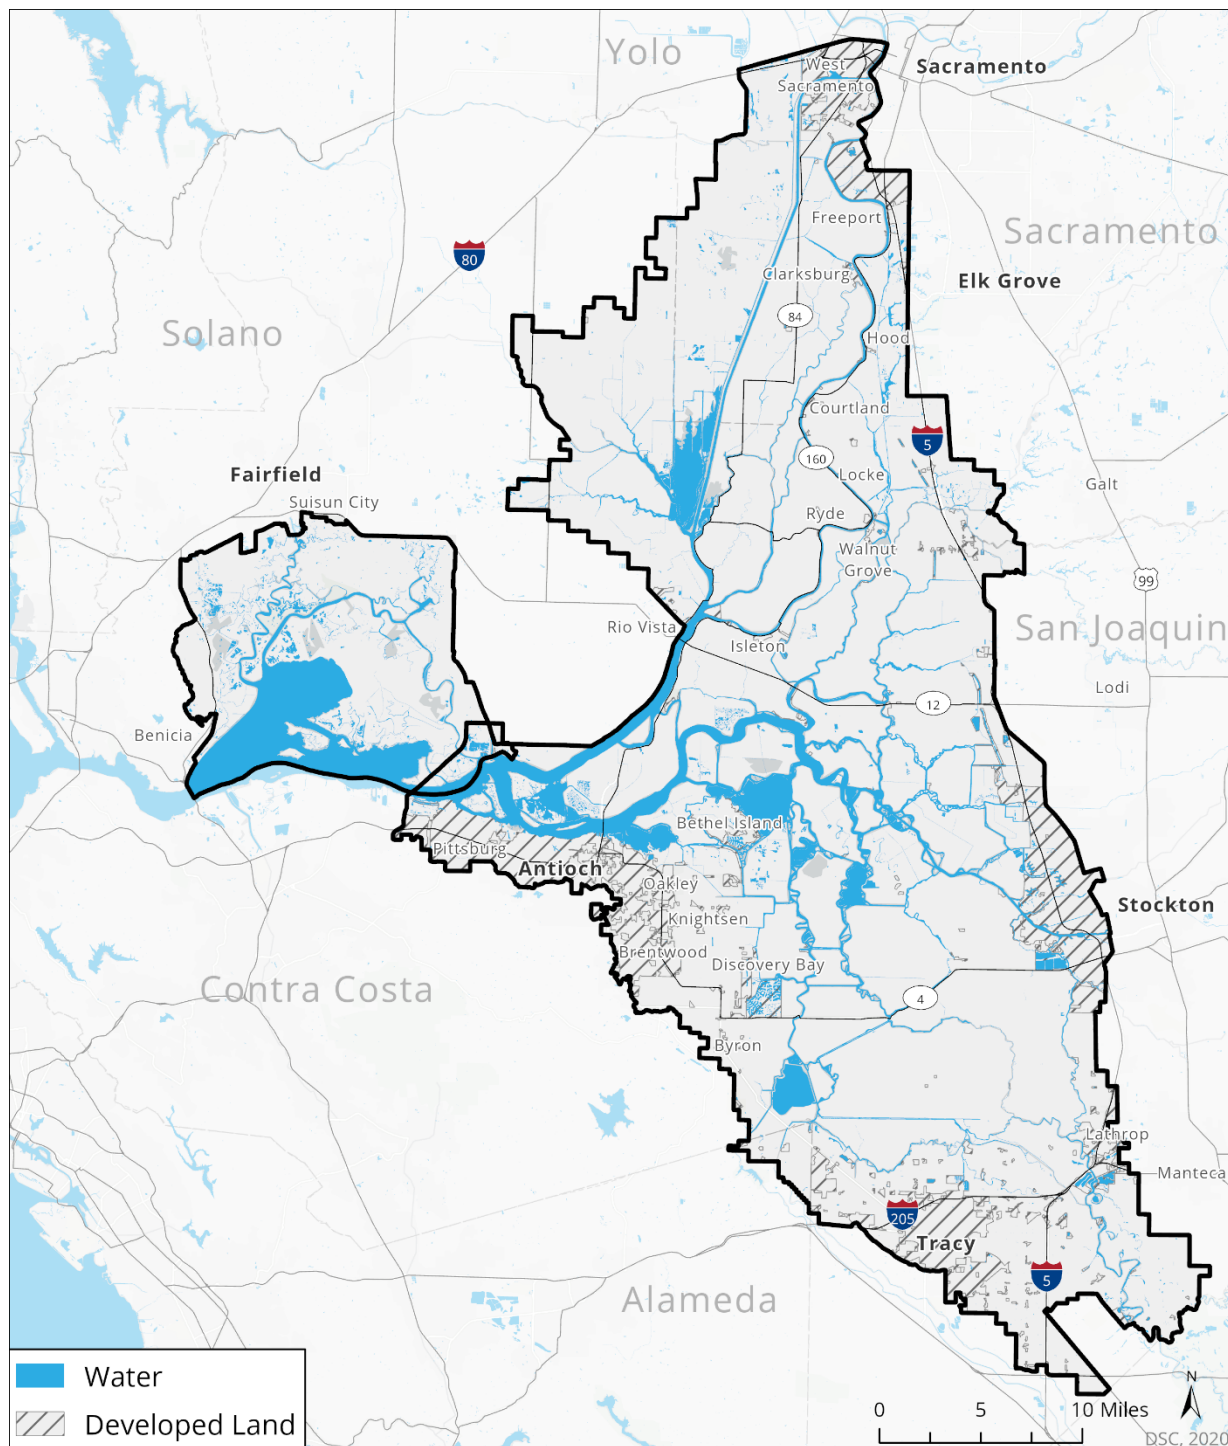 Yolo
West
Sacramento
Sacramento
Freeport
Sacramento
80
Clarksburg
Elk Grove
84
Solano
Hood
Courtland
5
160
Fairfield
Locke
Galt
Suisun City
Ryde
Walnut
Grove
99
Rio Vista
San Joaquin
Isleton
Lodi
12
Benicia
Bethel Island
Pittsburg
Antioch
Oakley
Stockton
Knightsen
Brentwood
Discovery Bay
Contra Costa
4
Byron
Lathrop
Manteca
205
Tracy
5
Alameda
Water
Developed Land
N
0 5 10 Miles
DSC, 2020